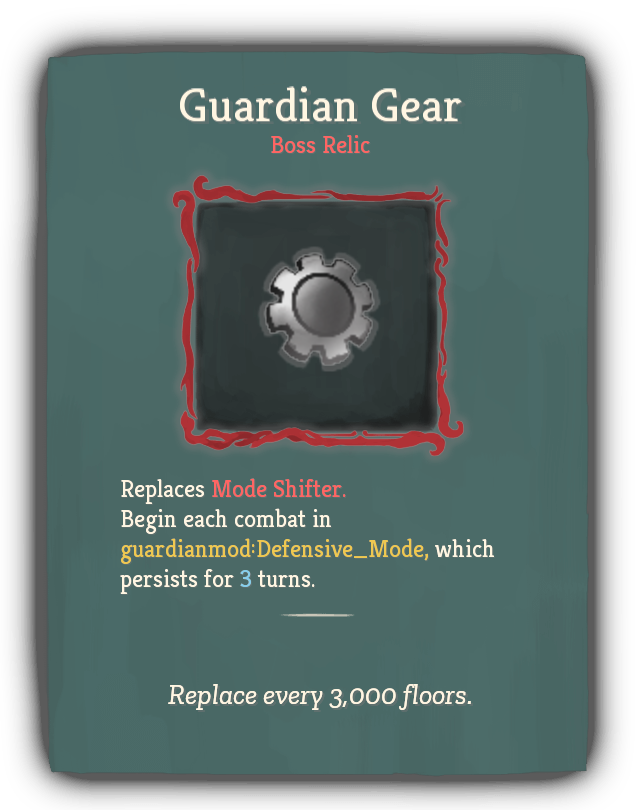 Guardian Gear
Boss Relic
Replaces Mode Shifter.
Begin each combat in
guardianmod:Defensive_Mode, which
persists for 3 turns.
Replace every 3,000 floors.